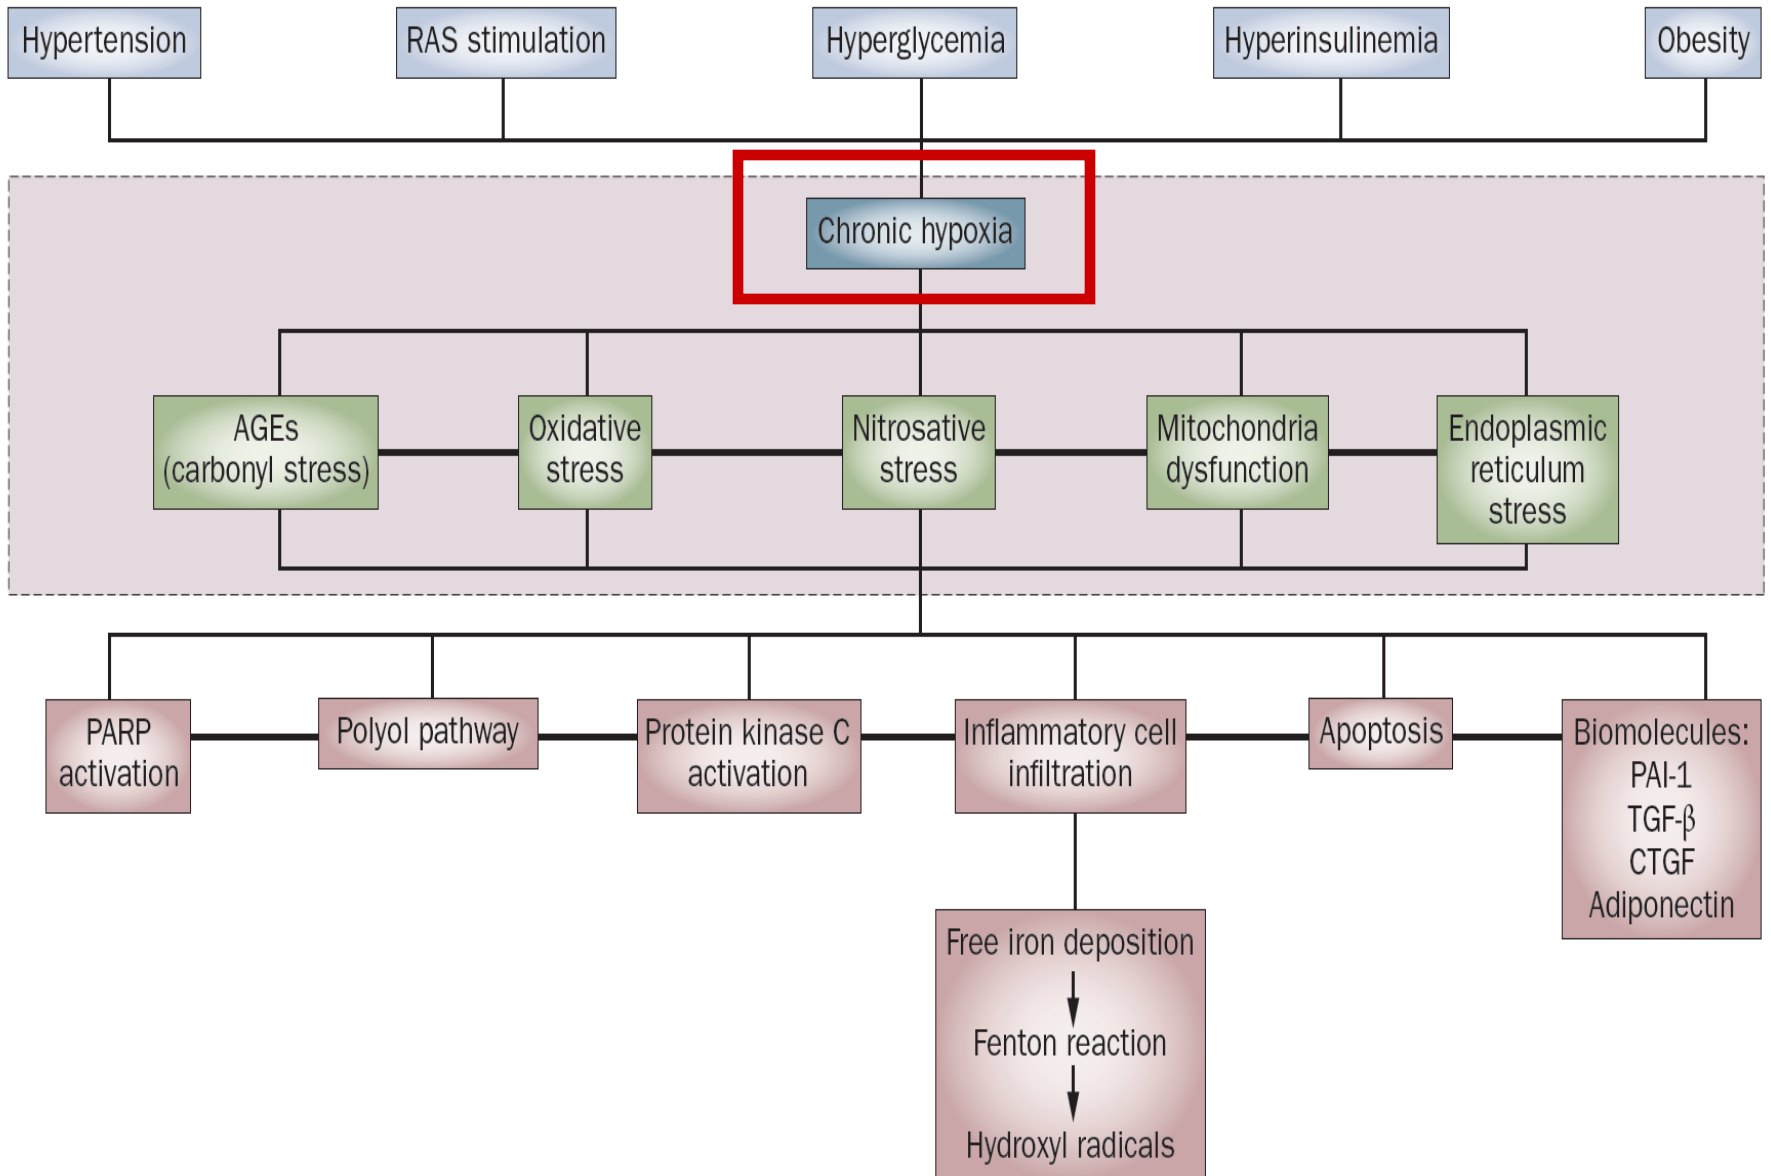 Hypertension
RAS stimulation
Hyperglycemia
Hyperinsulinemia
Obesity
Chronic hypoxia
AGEs
(carbonyl stress)
Oxidative
stress
Nitrosative
stress
Mitochondria
dysfunction
Endoplasmic
reticulum
stress
PARP
activation
Polyol pathway
Protein kinase C
activation
Inflammatory cell
infiltration
Apoptosis
Biomolecules:
PAI-1
TGF-β
CTGF
Adiponectin
Free iron deposition
Fenton reaction
Hydroxyl radicals